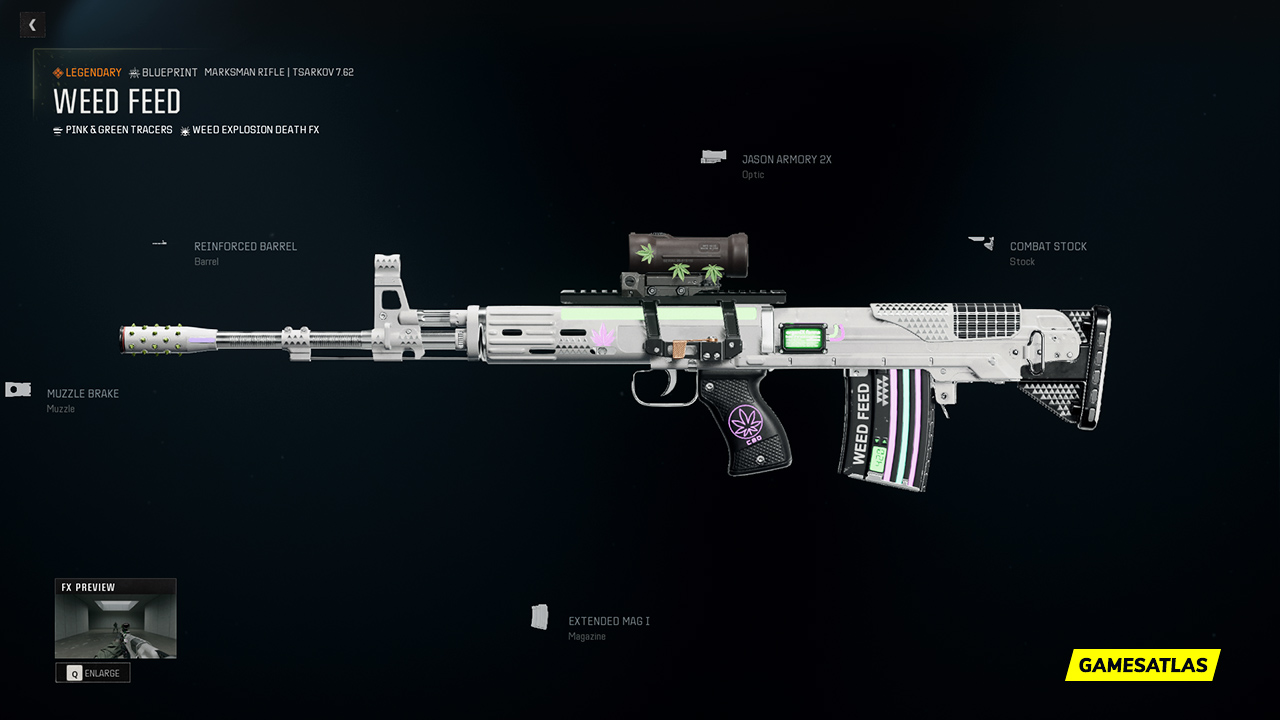 LEGENDARY BLUEPRINT MARKSMAN RIFLE | TSARKOV 7.62
WEED FEED
PINK & GREEN TRACERS WEED EXPLOSION DEATH FX
JASON ARMORY 2X
Optic
REINFORCED BARREL
Barrel
COMBAT STOCK
Stock
MUZZLE BRAKE
Muzzle
WEED FEED
420
CBD
FX PREVIEW
Q ENLARGE
EXTENDED MAG I
Magazine
GAMESATLAS